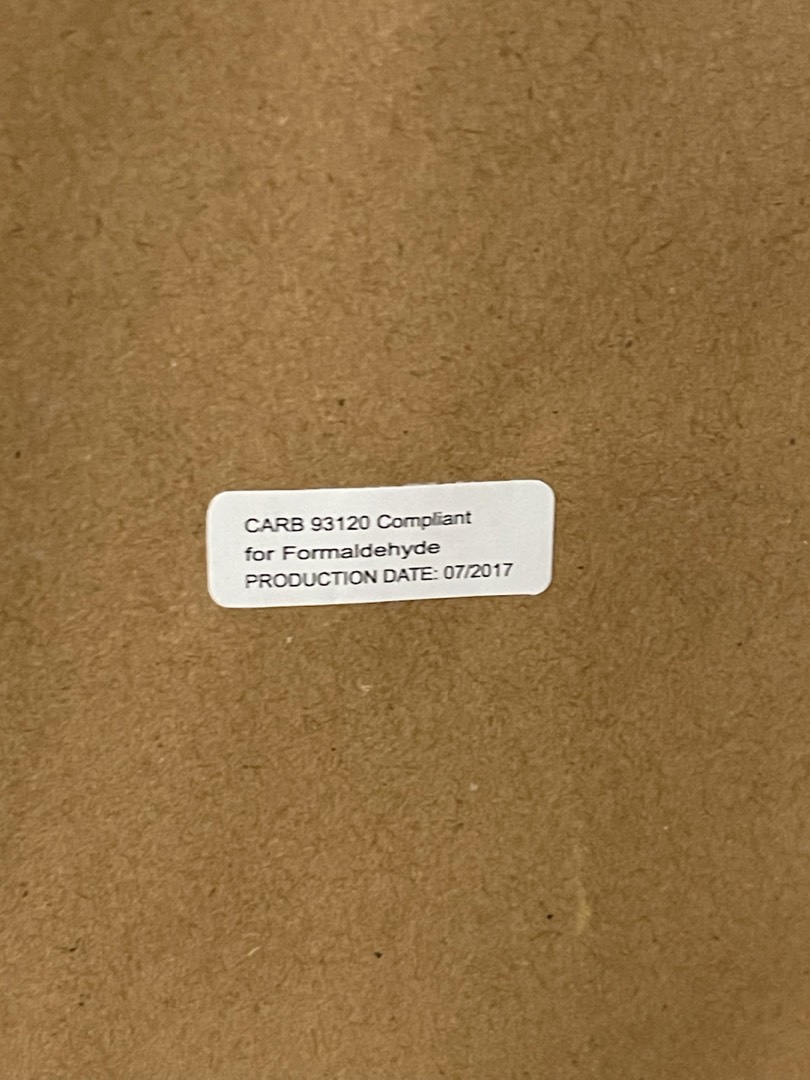 CARB 93120 Compliant
for Formaldehyde
PRODUCTION DATE: 07/2017